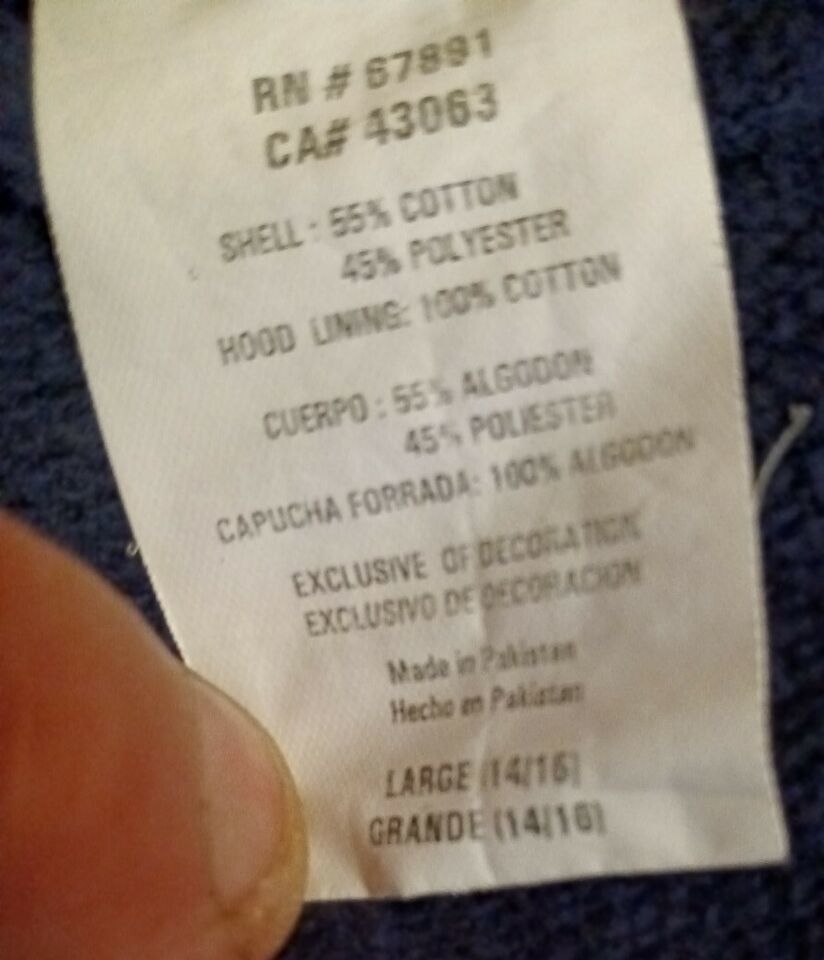 RN # 67891
CA# 43063
SHELL : 55% COTTON
45% POLYESTER
HOOD LINING: 100% COTTON
CUERPO : 55% ALGODON
45% POLIESTER
CAPUCHA FORRADA: 100% ALGODON
EXCLUSIVE OF DECORATION
EXCLUSIVO DE DECORACION
Made in Pakistan
Hecho en Pakistan
LARGE (14/16)
GRANDE (14/16)